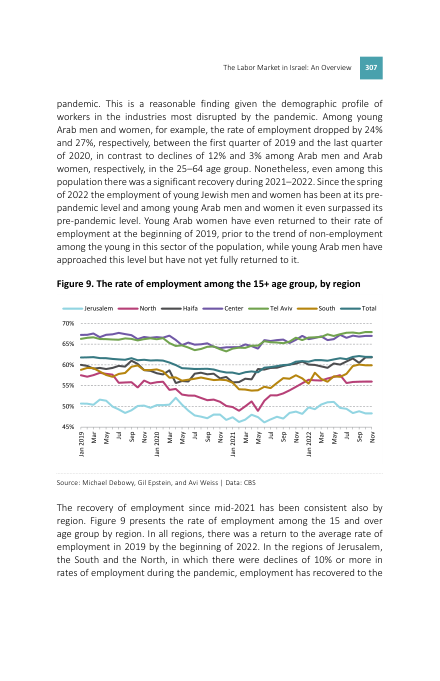 The Labor Market in Israel: An Overview 307
pandemic. This is a reasonable finding given the demographic profile of
workers in the industries most disrupted by the pandemic. Among young
Arab men and women, for example, the rate of employment dropped by 24%
and 27%, respectively, between the first quarter of 2019 and the last quarter
of 2020, in contrast to declines of 12% and 3% among Arab men and Arab
women, respectively, in the 25–64 age group. Nonetheless, even among this
population there was a significant recovery during 2021–2022. Since the spring
of 2022 the employment of young Jewish men and women has been at its pre-
pandemic level and among young Arab men and women it even surpassed its
pre-pandemic level. Young Arab women have even returned to their rate of
employment at the beginning of 2019, prior to the trend of non-employment
among the young in this sector of the population, while young Arab men have
approached this level but have not yet fully returned to it.
Figure 9. The rate of employment among the 15+ age group, by region
Jerusalem North Haifa Center Tel Aviv South Total
70%
65%
60%
55%
50%
45%
Jan 2019 Mar May Jul Sep Nov Jan 2020 Mar May Jul Sep Nov Jan 2021 Mar May Jul Sep Nov Jan 2022 Mar May Jul Sep Nov
Source: Michael Debowy, Gil Epstein, and Avi Weiss | Data: CBS
The recovery of employment since mid-2021 has been consistent also by
region. Figure 9 presents the rate of employment among the 15 and over
age group by region. In all regions, there was a return to the average rate of
employment in 2019 by the beginning of 2022. In the regions of Jerusalem,
the South and the North, in which there were declines of 10% or more in
rates of employment during the pandemic, employment has recovered to the